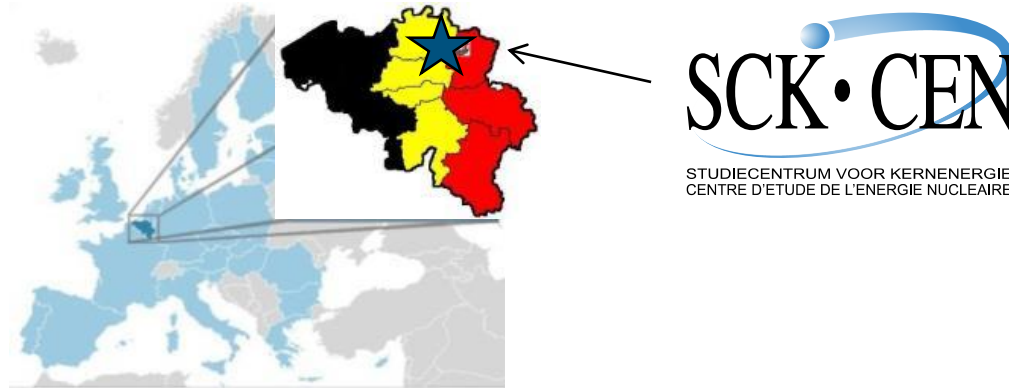 SCK • CEN
STUDIECENTRUM VOOR KERNENERGIE
CENTRE D'ETUDE DE L'ENERGIE NUCLEAIRE